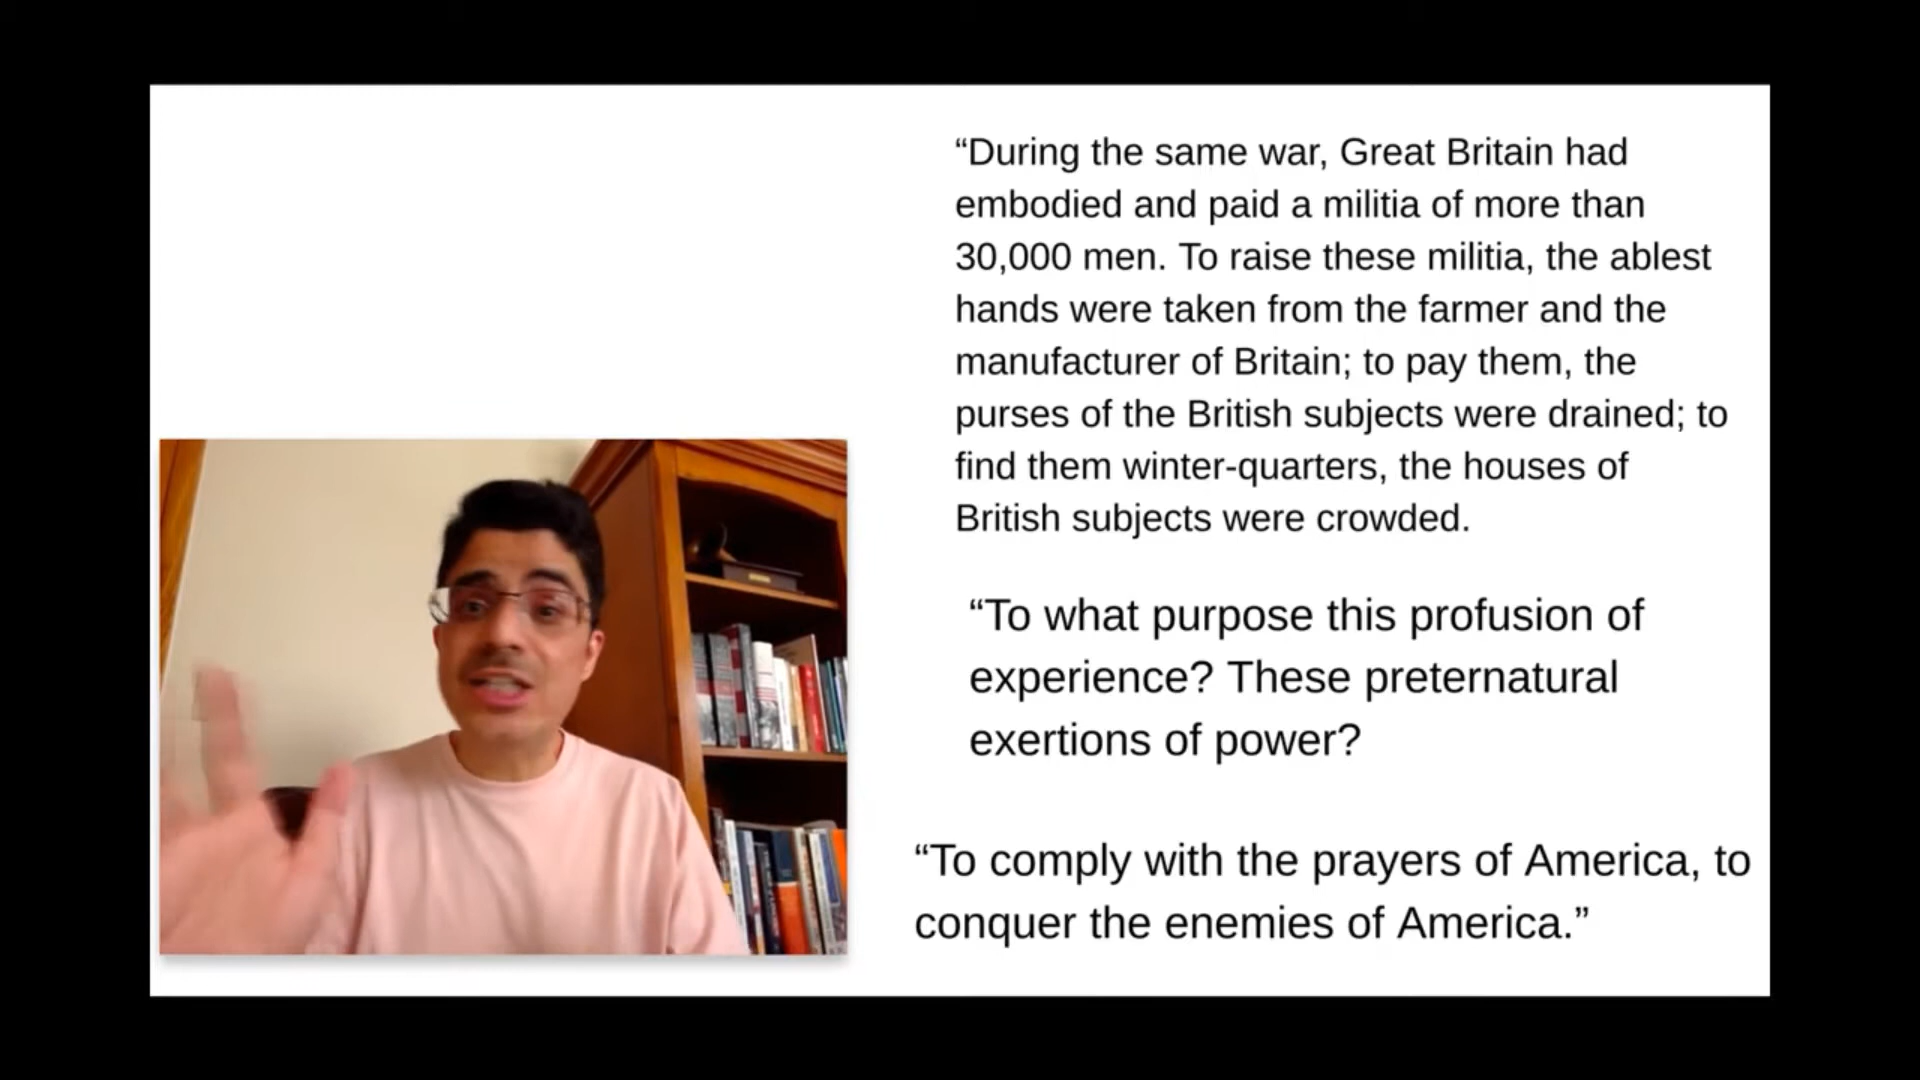 “During the same war, Great Britain had
embodied and paid a militia of more than
30,000 men. To raise these militia, the ablest
hands were taken from the farmer and the
manufacturer of Britain; to pay them, the
purses of the British subjects were drained; to
find them winter-quarters, the houses of
British subjects were crowded.
“To what purpose this profusion of
experience? These preternatural
exertions of power?
“To comply with the prayers of America, to
conquer the enemies of America.”